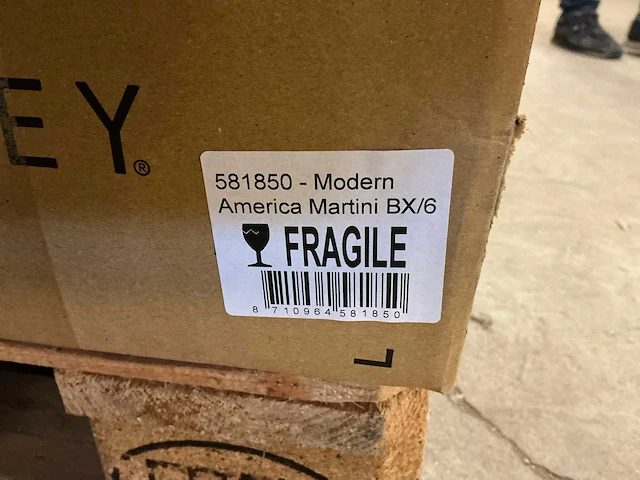 EY®
581850 - Modern
America Martini BX/6
FRAGILE
8 710964 581850